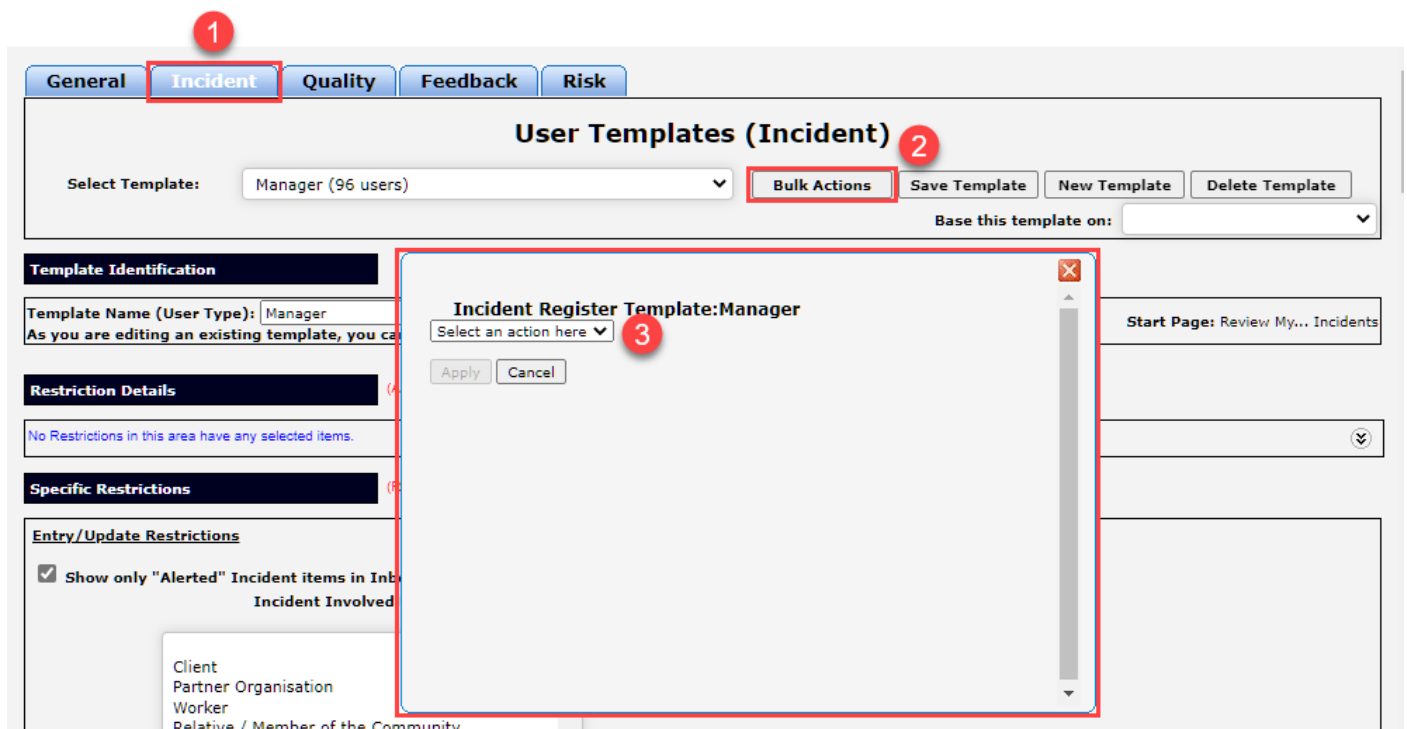 1
General Incident Quality Feedback Risk
User Templates (Incident)
2
Select Template: Manager (96 users) Bulk Actions Save Template New Template Delete Template
Base this template on:
Template Identification
Incident Register Template:Manager
Template Name (User Type): Manager
Start Page: Review My... Incidents
As you are editing an existing template, you
Select an action here 3
Apply Cancel
Restriction Details
No Restrictions in this area have any selected items.
Specific Restrictions
Entry/Update Restrictions
Show only "Alerted" Incident items in
Incident Involved
Client
Partner Organisation
Worker
Relative / Member of the Community